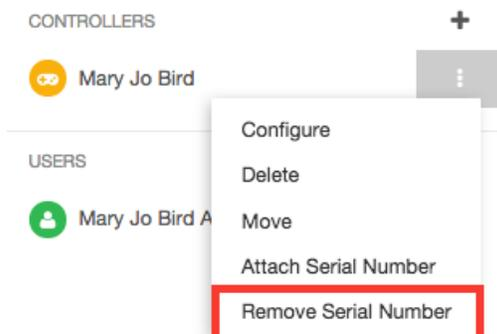 CONTROLLERS +
Mary Jo Bird
Configure
Delete
USERS
Mary Jo Bird A
Move
Attach Serial Number
Remove Serial Number